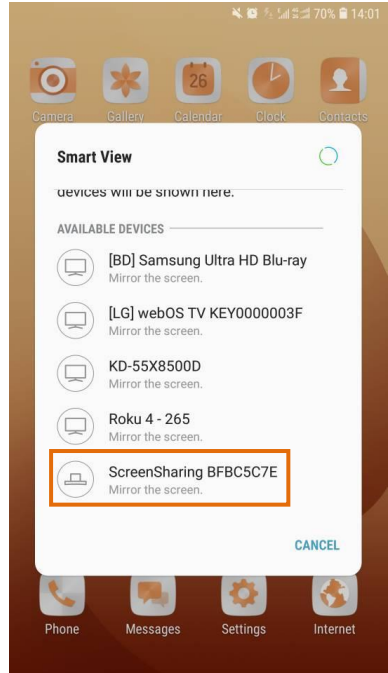 70% 14:01
Camera Gallery Calendar Clock Contacts
26
Smart View
devices will be shown here.
AVAILABLE DEVICES
[BD] Samsung Ultra HD Blu-ray
Mirror the screen.
[LG] webOS TV KEY0000003F
Mirror the screen.
KD-55X8500D
Mirror the screen.
Roku 4 - 265
Mirror the screen.
ScreenSharing BFBC5C7E
Mirror the screen.
CANCEL
Phone Messages Settings Internet